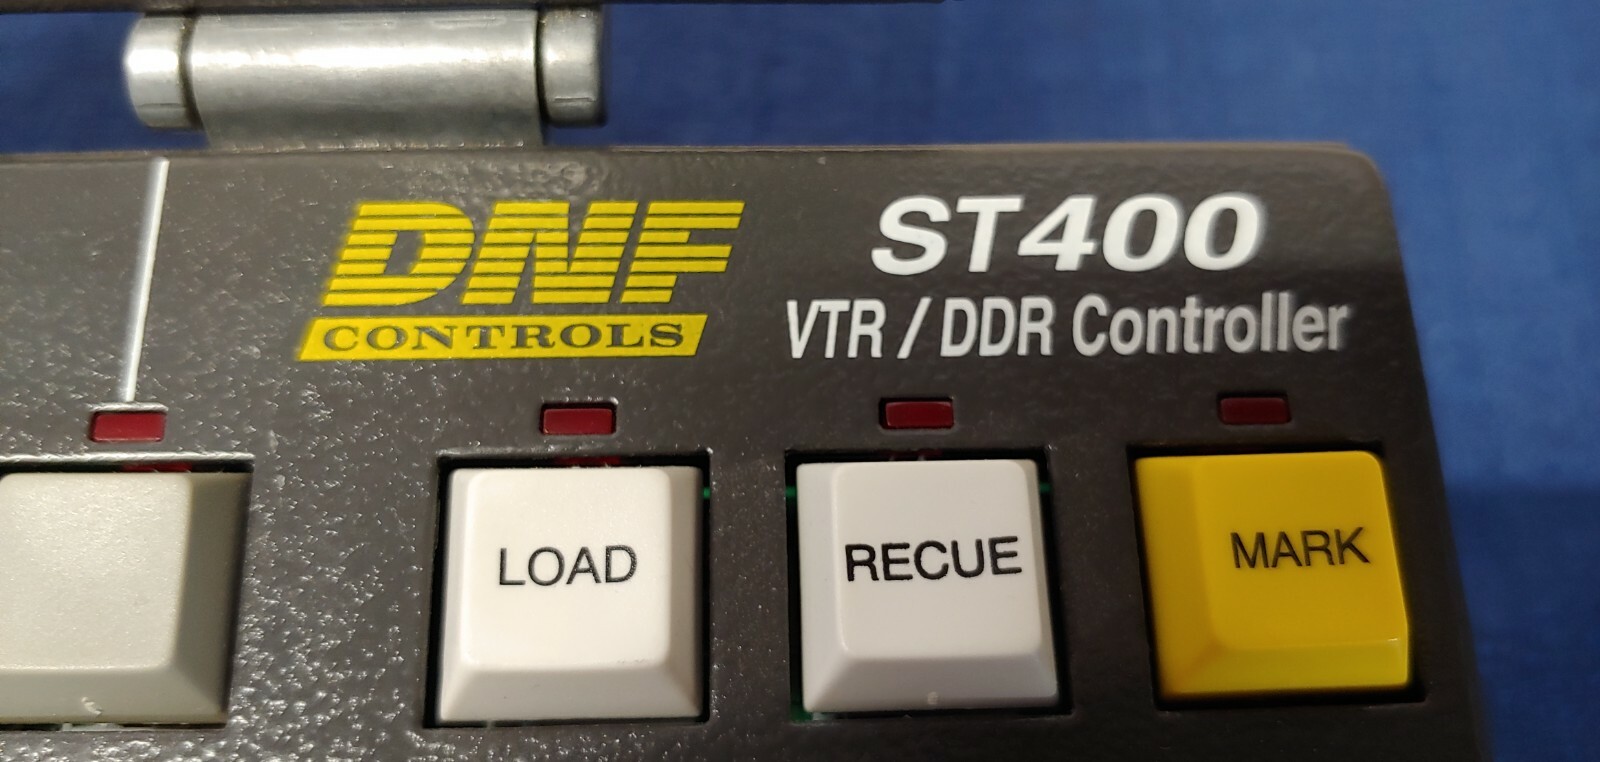 DNF
CONTROLS
ST400
VTR / DDR Controller
LOAD
RECUE
MARK